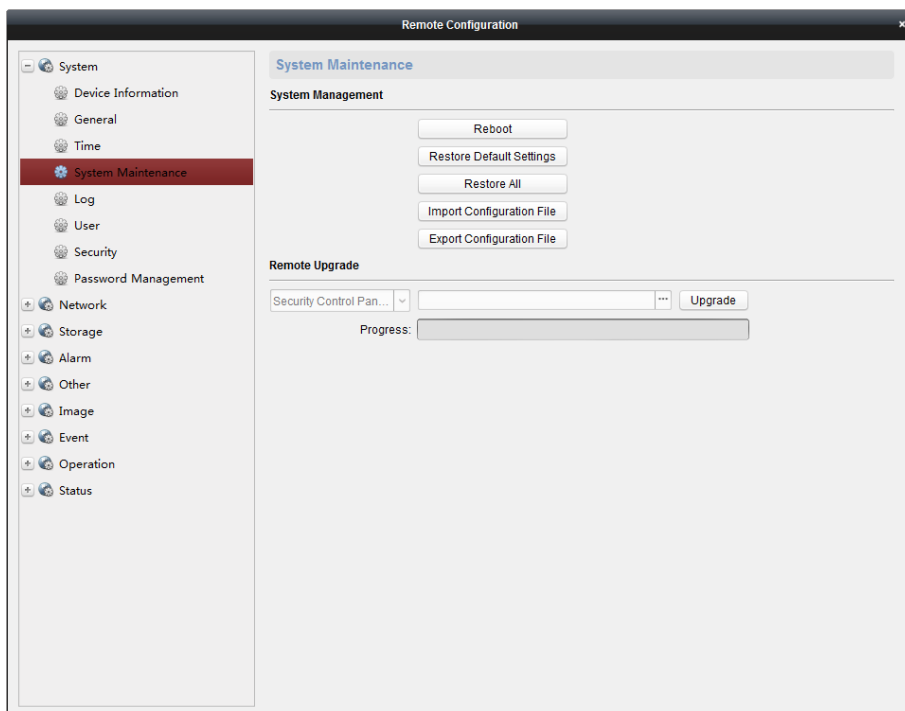 Remote Configuration
System
Device Information
General
Time
System Maintenance
Log
User
Security
Password Management
Network
Storage
Alarm
Other
Image
Event
Operation
Status
System Maintenance
System Management
Reboot
Restore Default Settings
Restore All
Import Configuration File
Export Configuration File
Remote Upgrade
Security Control Pan... ... Upgrade
Progress: